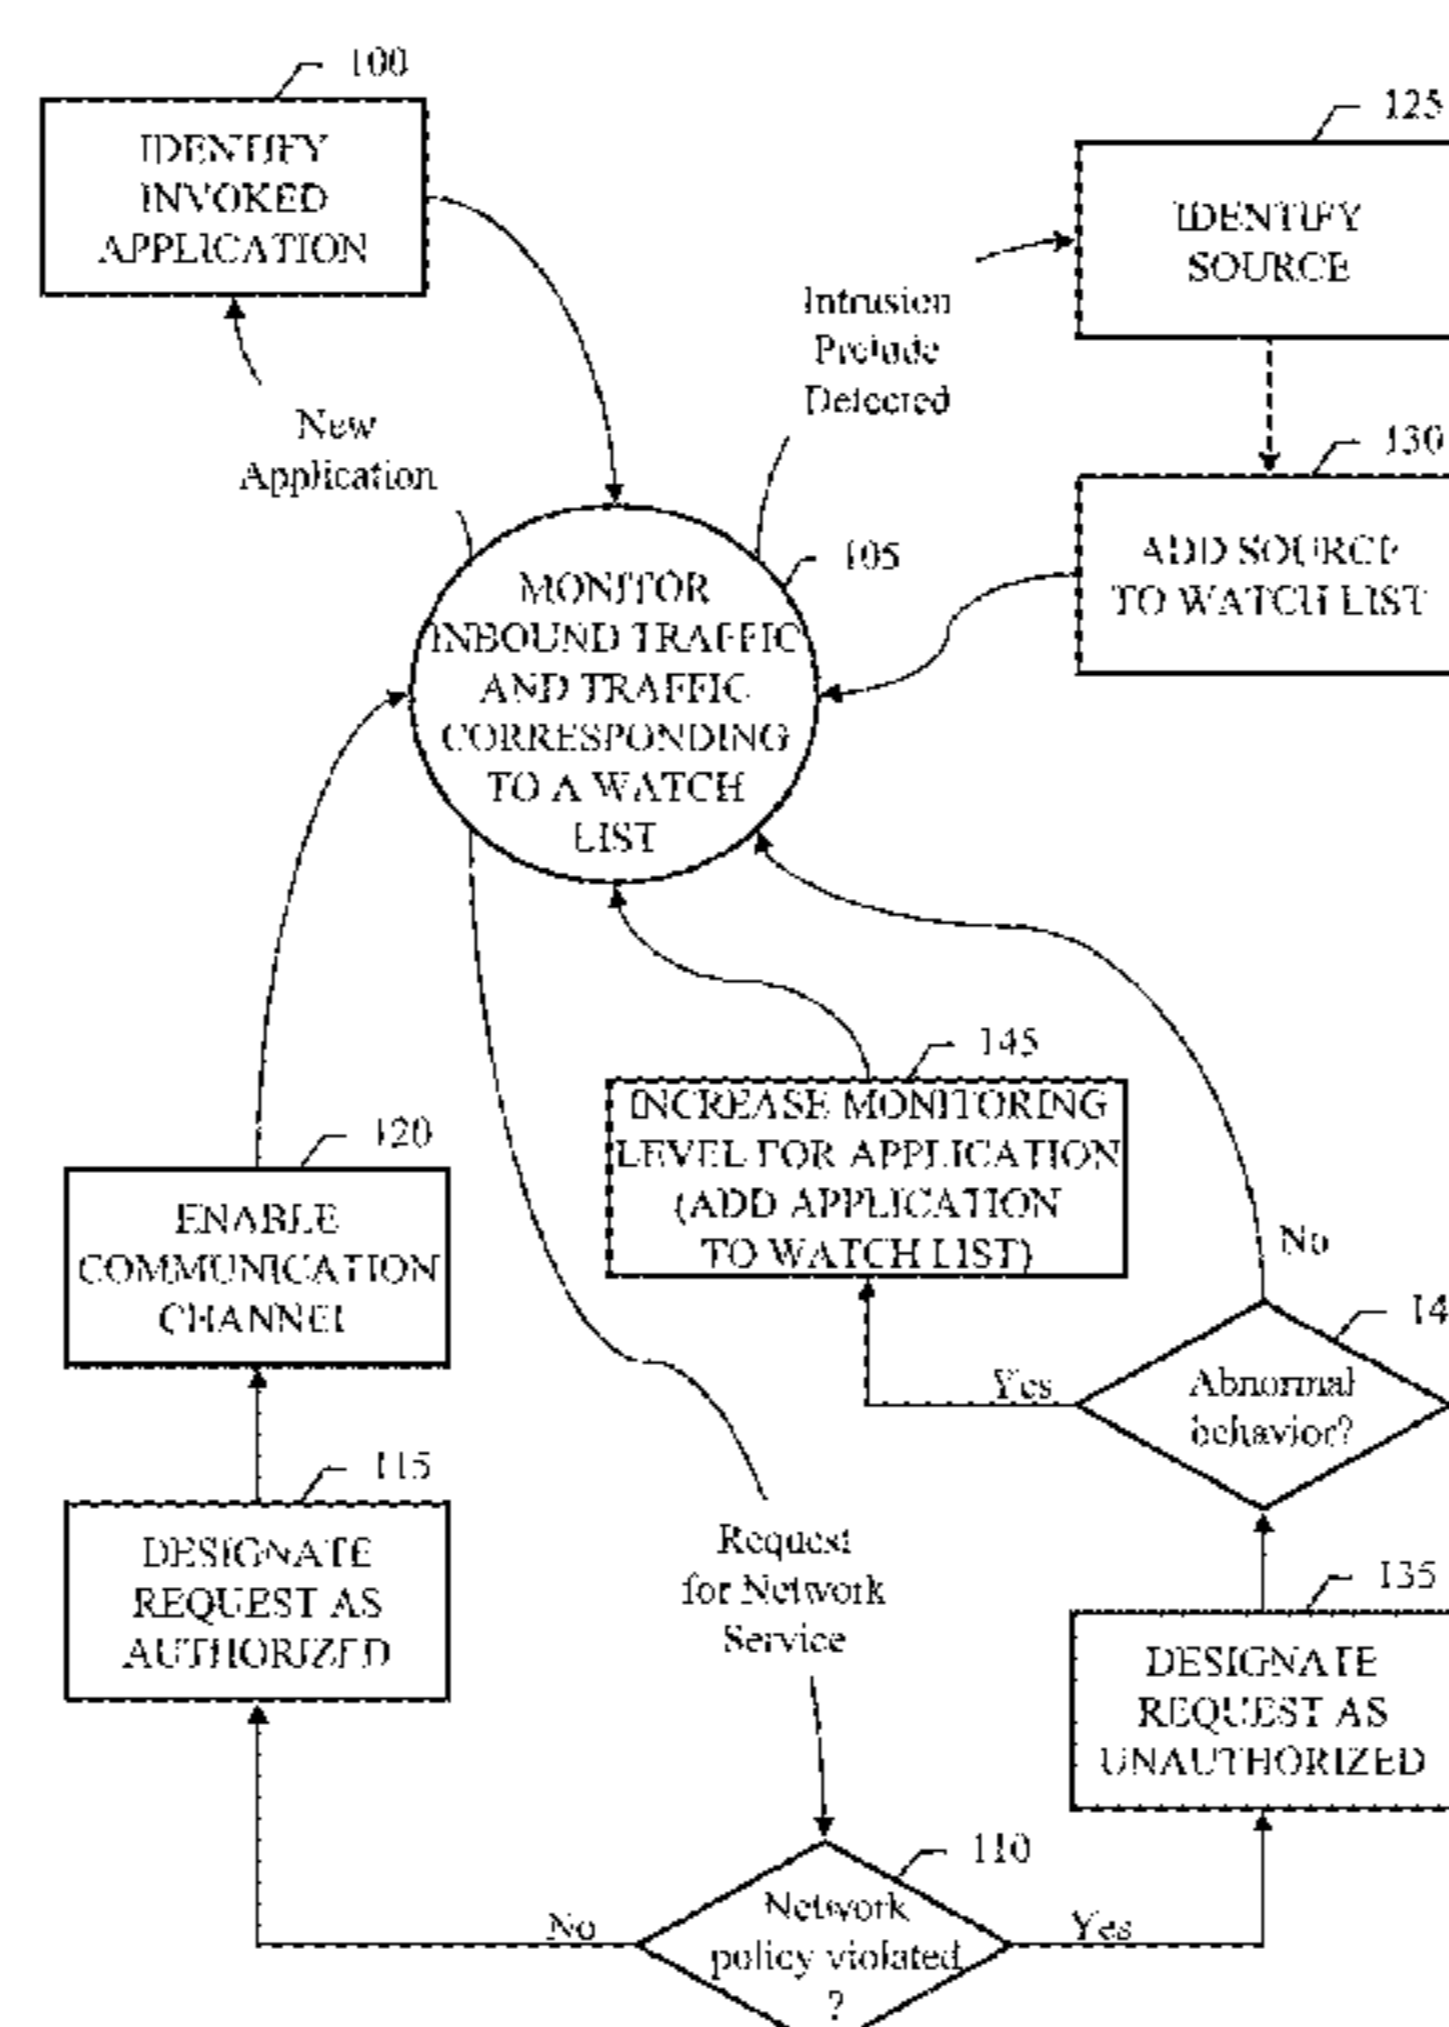 100
IDENTIFY
INVOKED
APPLICATION
125
IDENTIFY
SOURCE
Intrusion
Prelude
Detected
New
Application
130
ADD SOURCE
TO WATCH LIST
105
MONITOR
INBOUND TRAFFIC
AND TRAFFIC
CORRESPONDING
TO A WATCH
LIST
145
INCREASE MONITORING
LEVEL FOR APPLICATION
(ADD APPLICATION
TO WATCH LIST)
120
ENABLE
COMMUNICATION
CHANNEL
No
14
Abnormal
behavior?
Yes
115
DESIGNATE
REQUEST AS
AUTHORIZED
Request
for Network
Service
135
DESIGNATE
REQUEST AS
UNAUTHORIZED
110
Network
policy violated
?
No
Yes